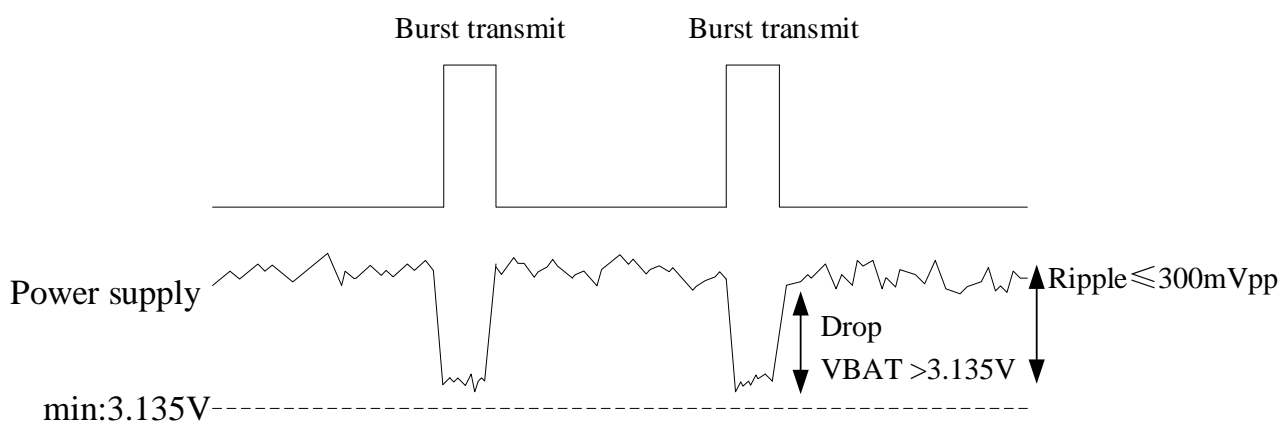 Burst transmit
Burst transmit
Power supply
Ripple≤300mVpp
Drop
VBAT >3.135V
min:3.135V